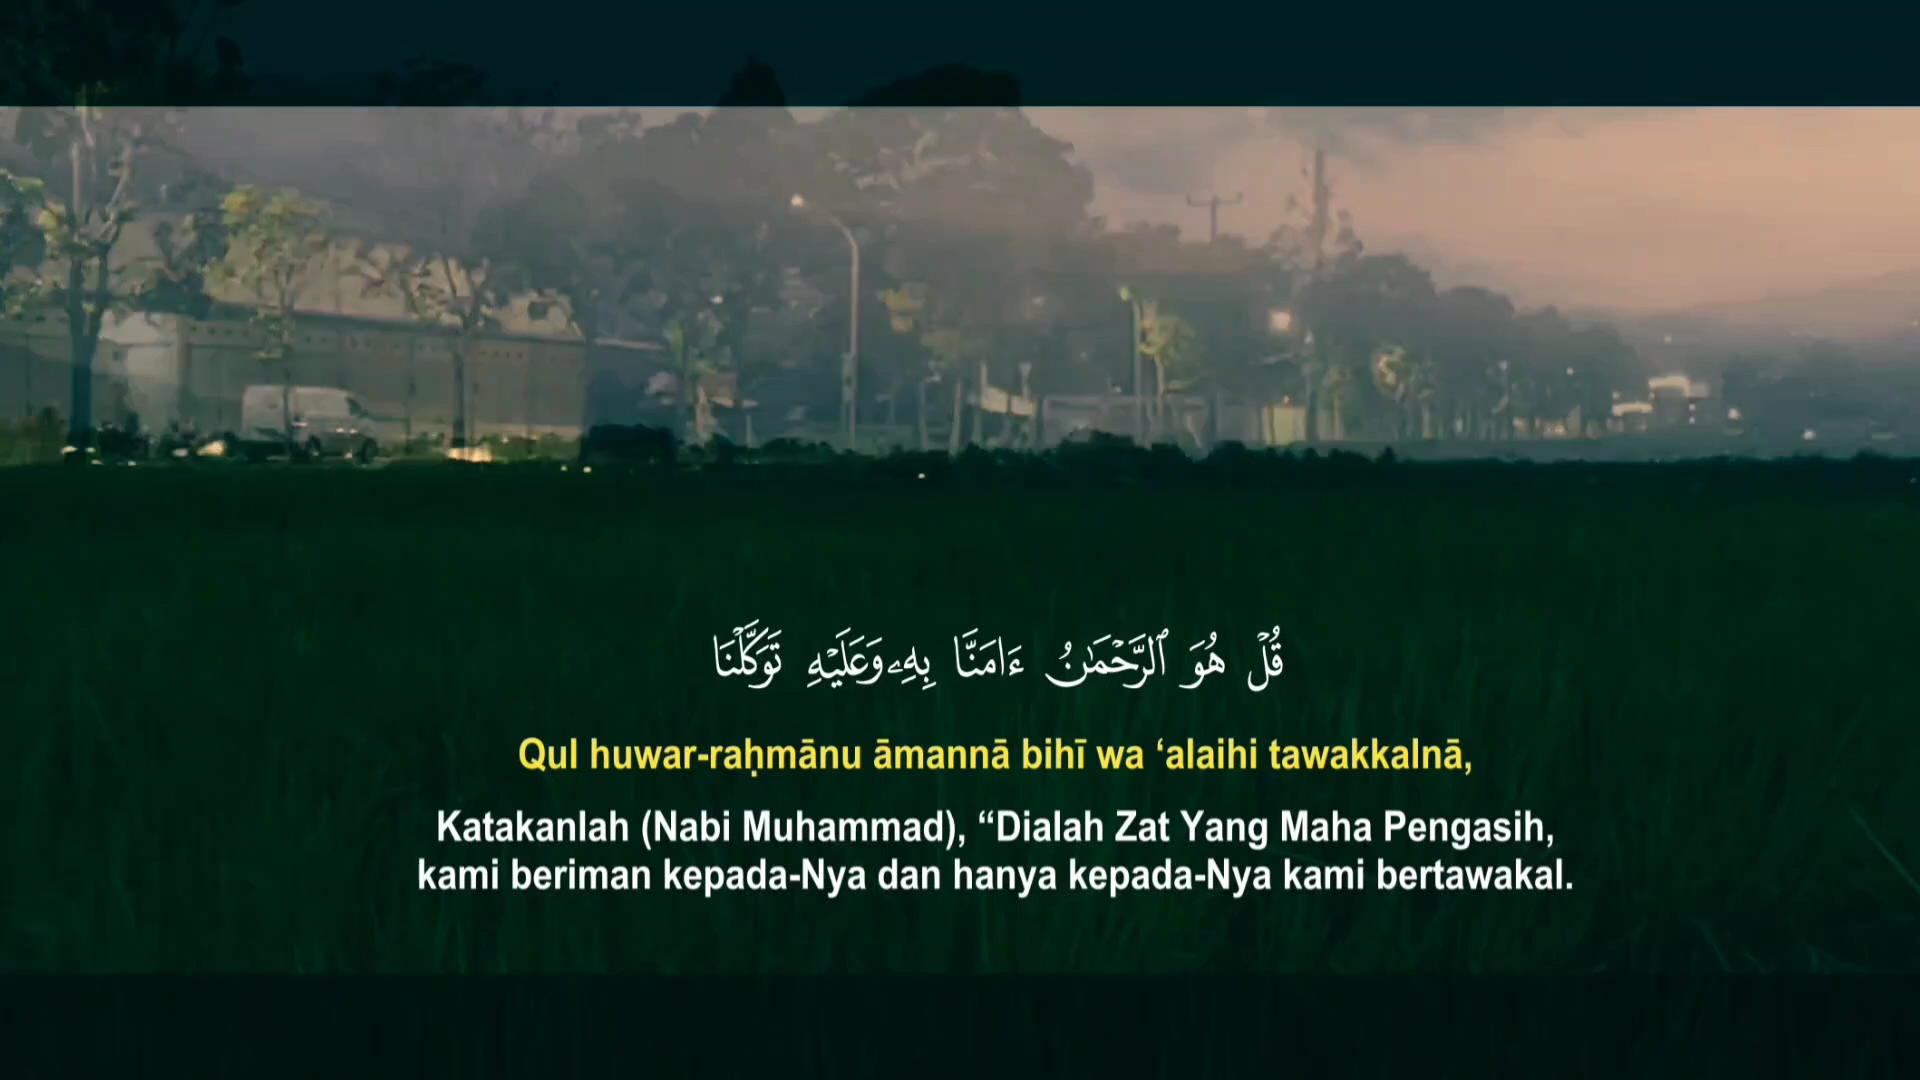 قُلْ هُوَ ٱلرَّحْمَـٰنُ ءَامَنَّا بِهِۦ وَعَلَيْهِ تَوَكَّلْنَا
Qul huwar-raḥmānu āmannā bihī wa ‘alaihi tawakkalnā,
Katakanlah (Nabi Muhammad), “Dialah Zat Yang Maha Pengasih,
kami beriman kepada-Nya dan hanya kepada-Nya kami bertawakal.